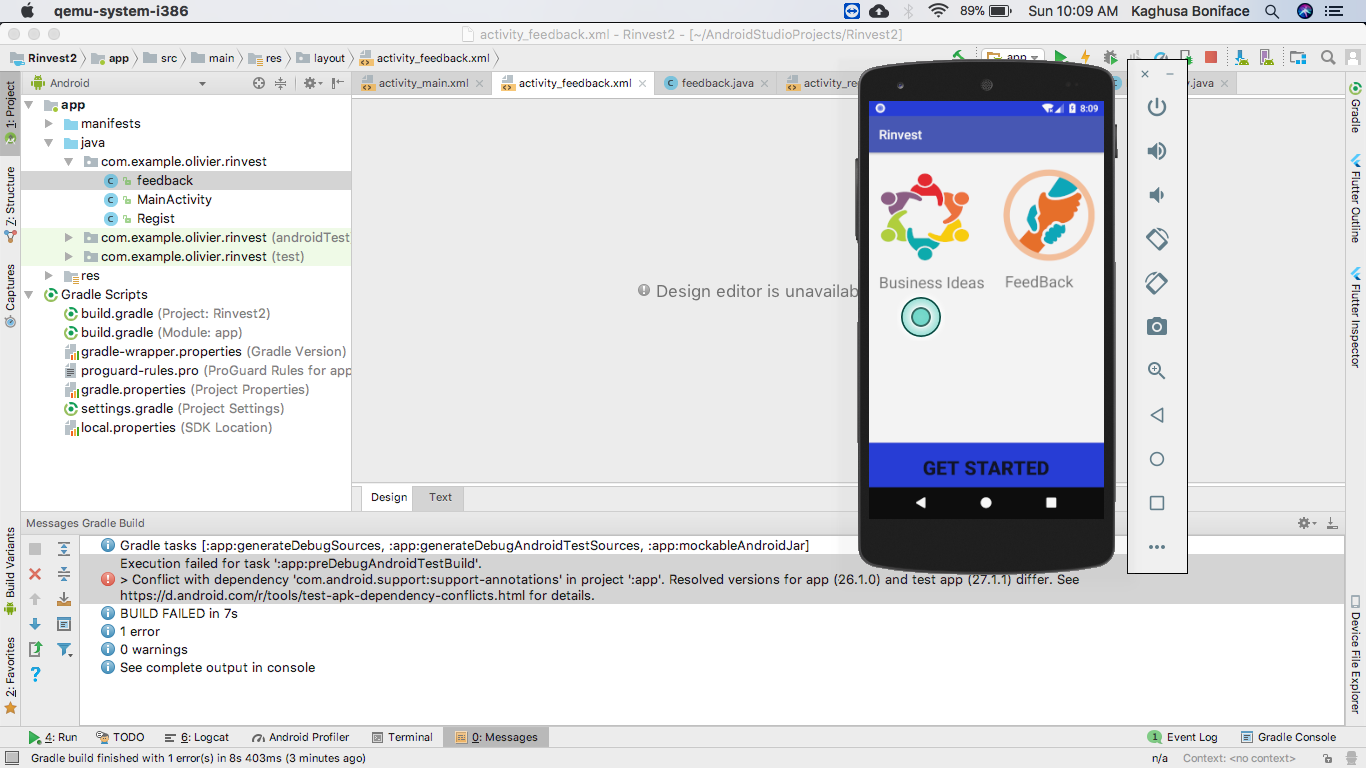 qemu-system-i386
89%
Sun 10:09 AM
Kaghusa Boniface
activity_feedback.xml - Rinvest2 - [~/AndroidStudioProjects/Rinvest2]
Rinvest2
app
src
main
res
layout
activity_feedback.xml
app
Android
activity_main.xml
activity_feedback.xml
feedback.java
activity_re
.java
1: Project
Z: Structure
Captures
Build Variants
2: Favorites
app
manifests
java
com.example.olivier.rinvest
feedback
MainActivity
Regist
com.example.olivier.rinvest (androidTest
com.example.olivier.rinvest (test)
res
Gradle Scripts
build.gradle (Project: Rinvest2)
build.gradle (Module: app)
gradle-wrapper.properties (Gradle Version)
proguard-rules.pro (ProGuard Rules for app
gradle.properties (Project Properties)
settings.gradle (Project Settings)
local.properties (SDK Location)
Design editor is unavailab
Design
Text
8:09
Rinvest
Business Ideas
FeedBack
GET STARTED
Gradle
Flutter Outline
Flutter Inspector
Device File Explorer
Messages Gradle Build
Gradle tasks [:app:generateDebugSources, :app:generateDebugAndroidTestSources, :app:mockableAndroidJar]
Execution failed for task ':app:preDebugAndroidTestBuild'.
> Conflict with dependency 'com.android.support:support-annotations' in project ':app'. Resolved versions for app (26.1.0) and test app (27.1.1) differ. See
https://d.android.com/r/tools/test-apk-dependency-conflicts.html for details.
BUILD FAILED in 7s
1 error
0 warnings
See complete output in console
4: Run
TODO
6: Logcat
Android Profiler
Terminal
0: Messages
1
Event Log
Gradle Console
Gradle build finished with 1 error(s) in 8s 403ms (3 minutes ago)
n/a
Context: <no context>